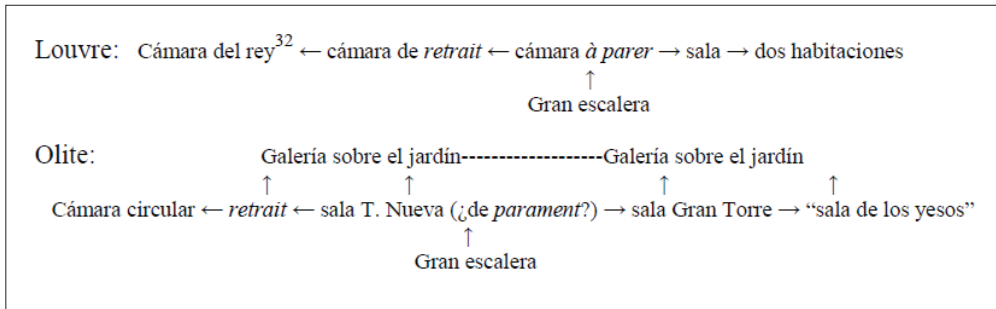 Louvre: Cámara del rey32 ← cámara de retrait ← cámara à parer → sala → dos habitaciones
↑
Gran escalera
Olite: Galería sobre el jardín--------------------Galería sobre el jardín
↑ ↑ ↑ ↑
Cámara circular ← retrait ← sala T. Nueva (¿de parament?) → sala Gran Torre → “sala de los yesos”
↑
Gran escalera